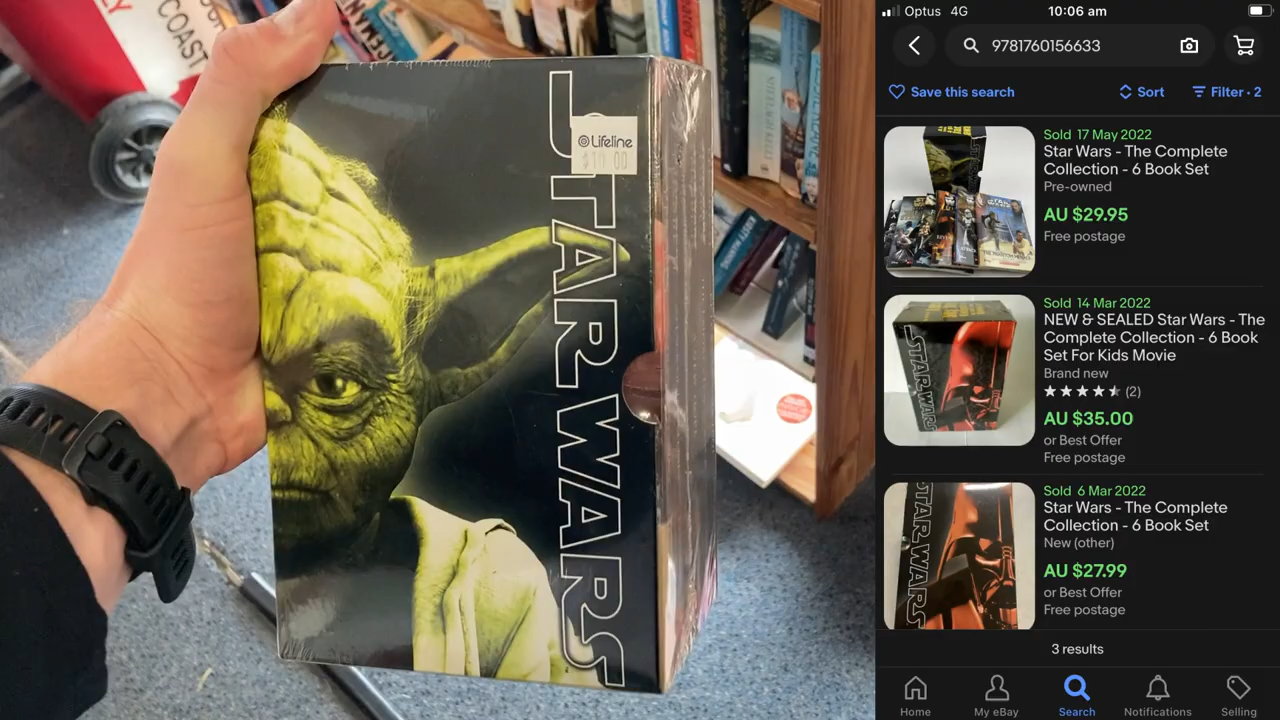 COAST
STAR WARS
Lifeline
$10.00
Optus 4G
10:06 am
9781760156633
Save this search
Sort
Filter · 2
Sold 17 May 2022
Star Wars - The Complete
Collection - 6 Book Set
Pre-owned
AU $29.95
Free postage
Sold 14 Mar 2022
NEW & SEALED Star Wars - The
Complete Collection - 6 Book
Set For Kids Movie
Brand new
(2)
AU $35.00
or Best Offer
Free postage
Sold 6 Mar 2022
Star Wars - The Complete
Collection - 6 Book Set
New (other)
AU $27.99
or Best Offer
Free postage
3 results
Home
My eBay
Search
Notifications
Selling